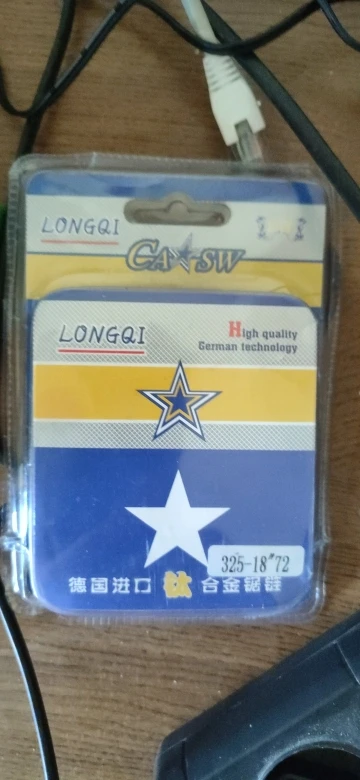 LONGQI
CA★SW
LONGQI
High quality
German technology
325-18"72
德国进口 钛 合金锯链